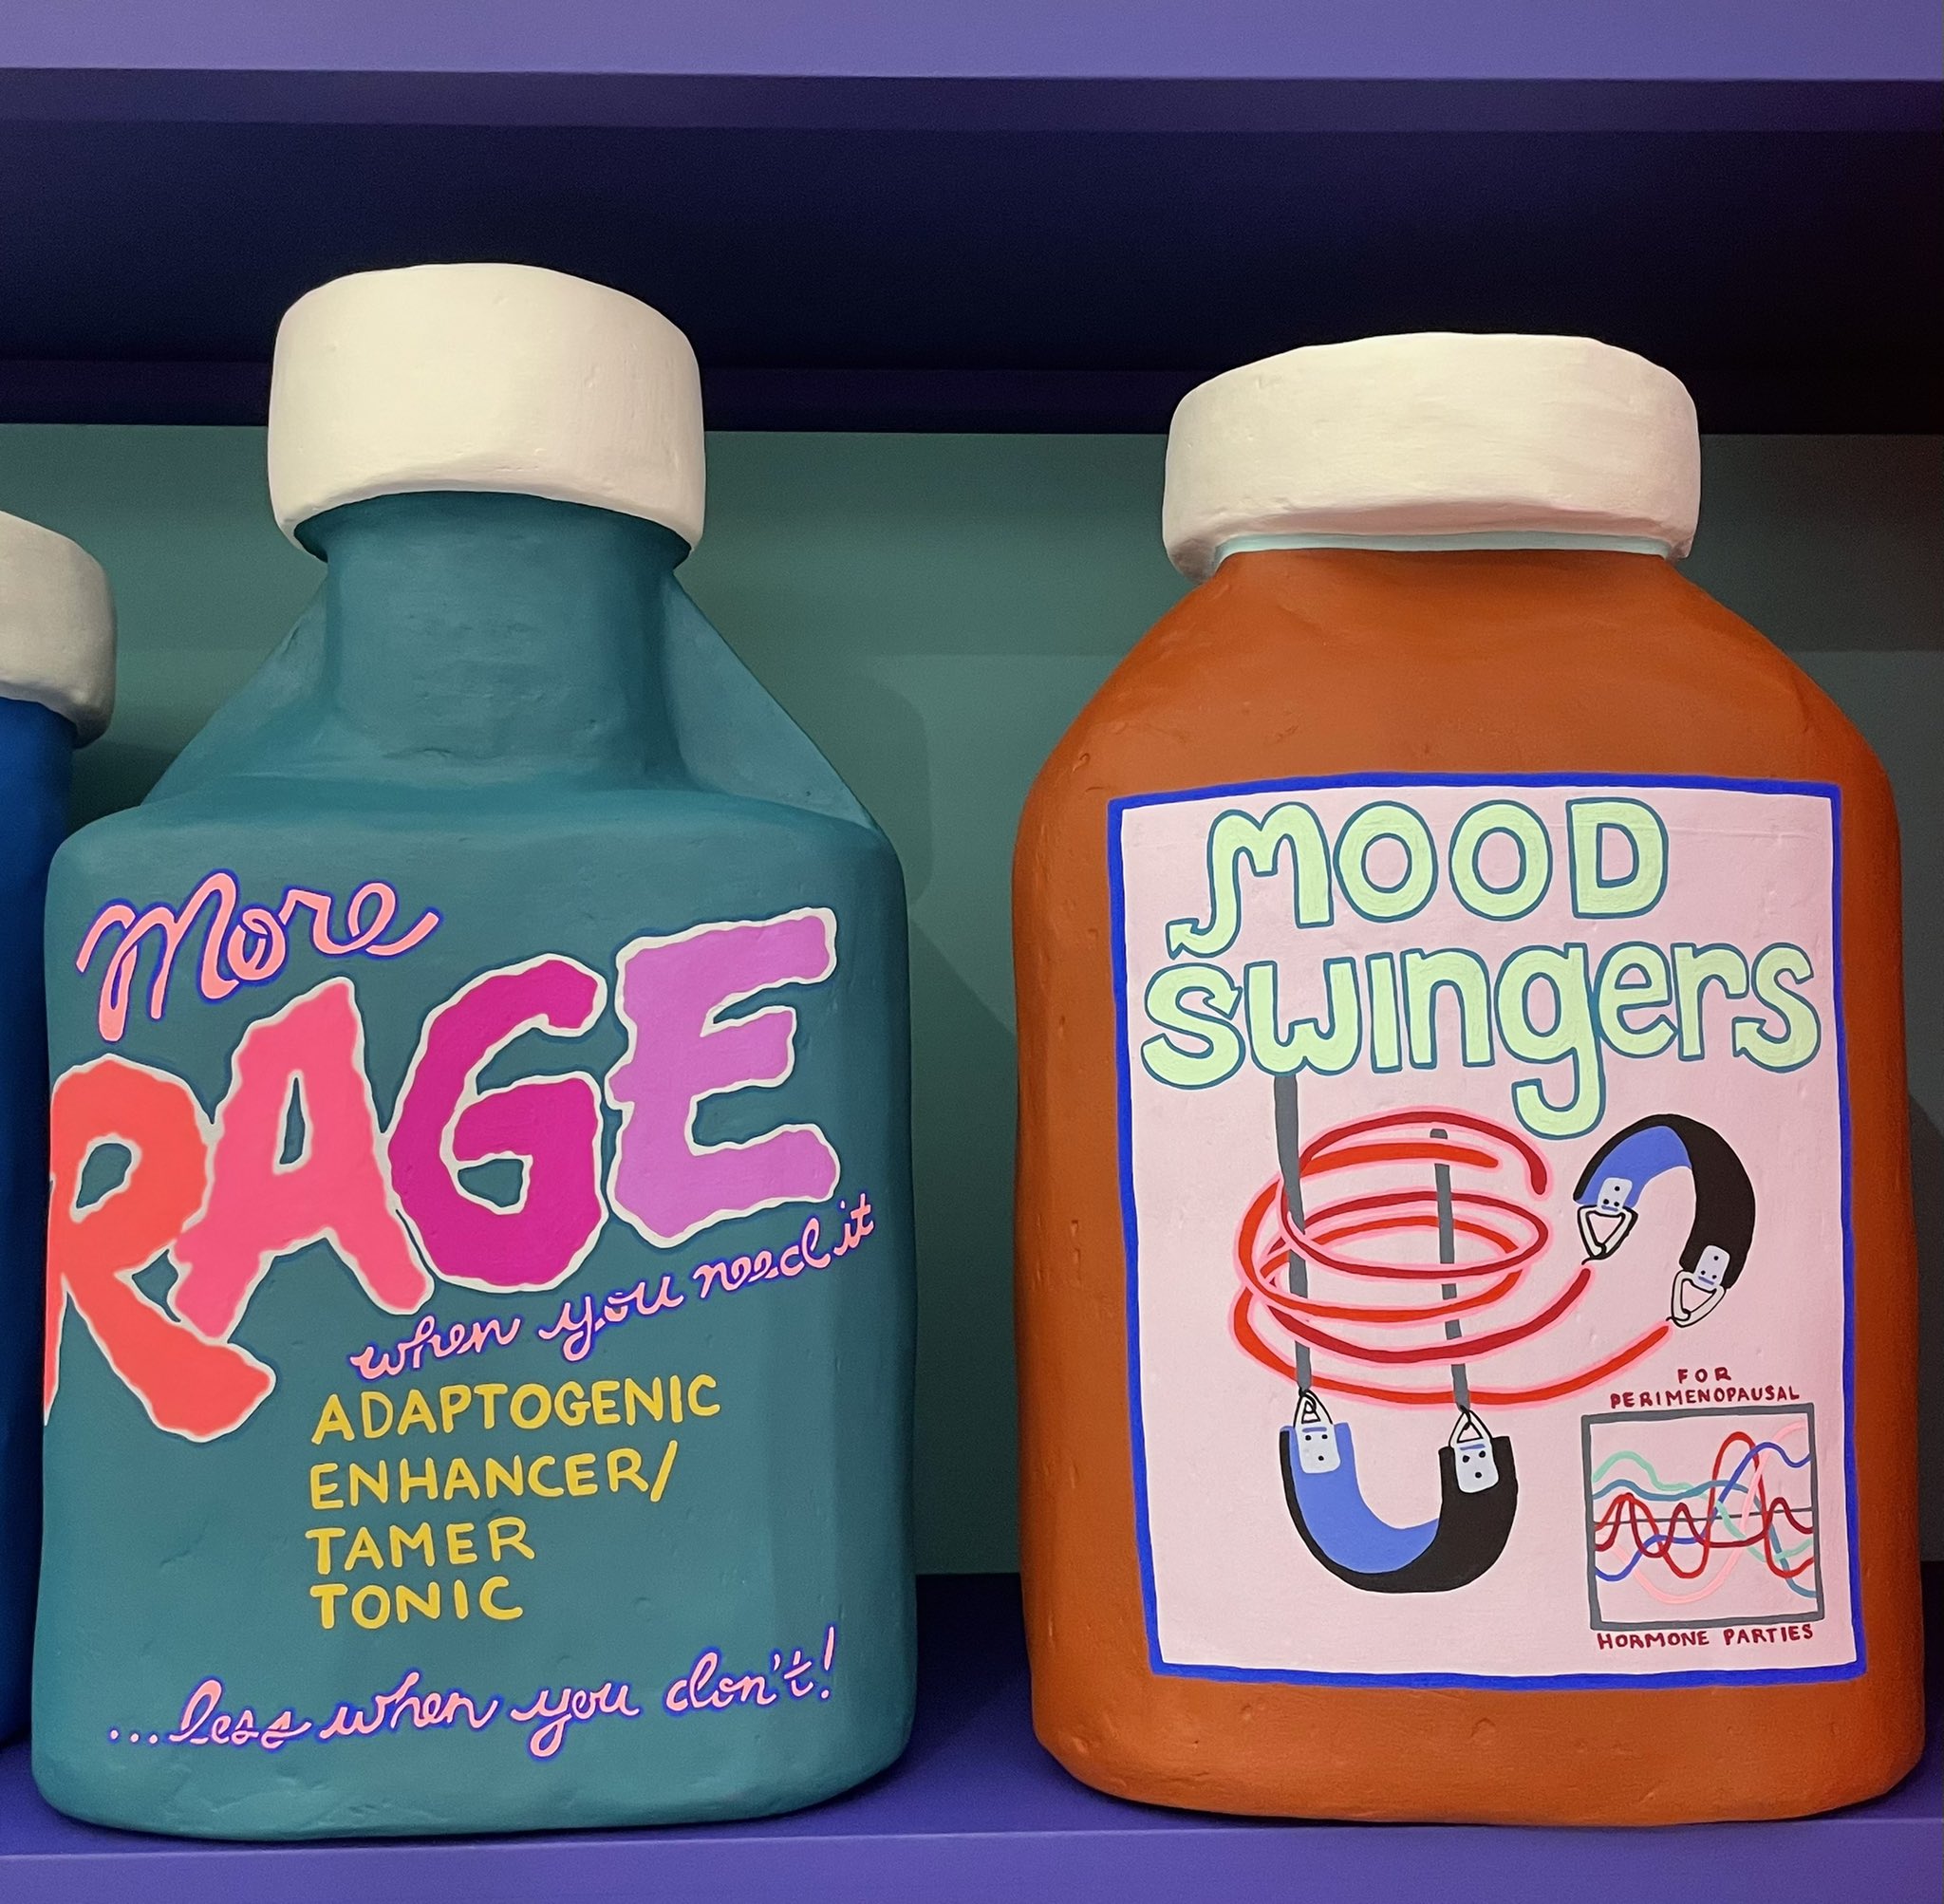 More
RAGE
when you need it
ADAPTOGENIC
ENHANCER/
TAMER
TONIC
...less when you don't!
MOOD
SWINgerS
FOR
PERIMENOPAUSAL
HORMONE PARTIES